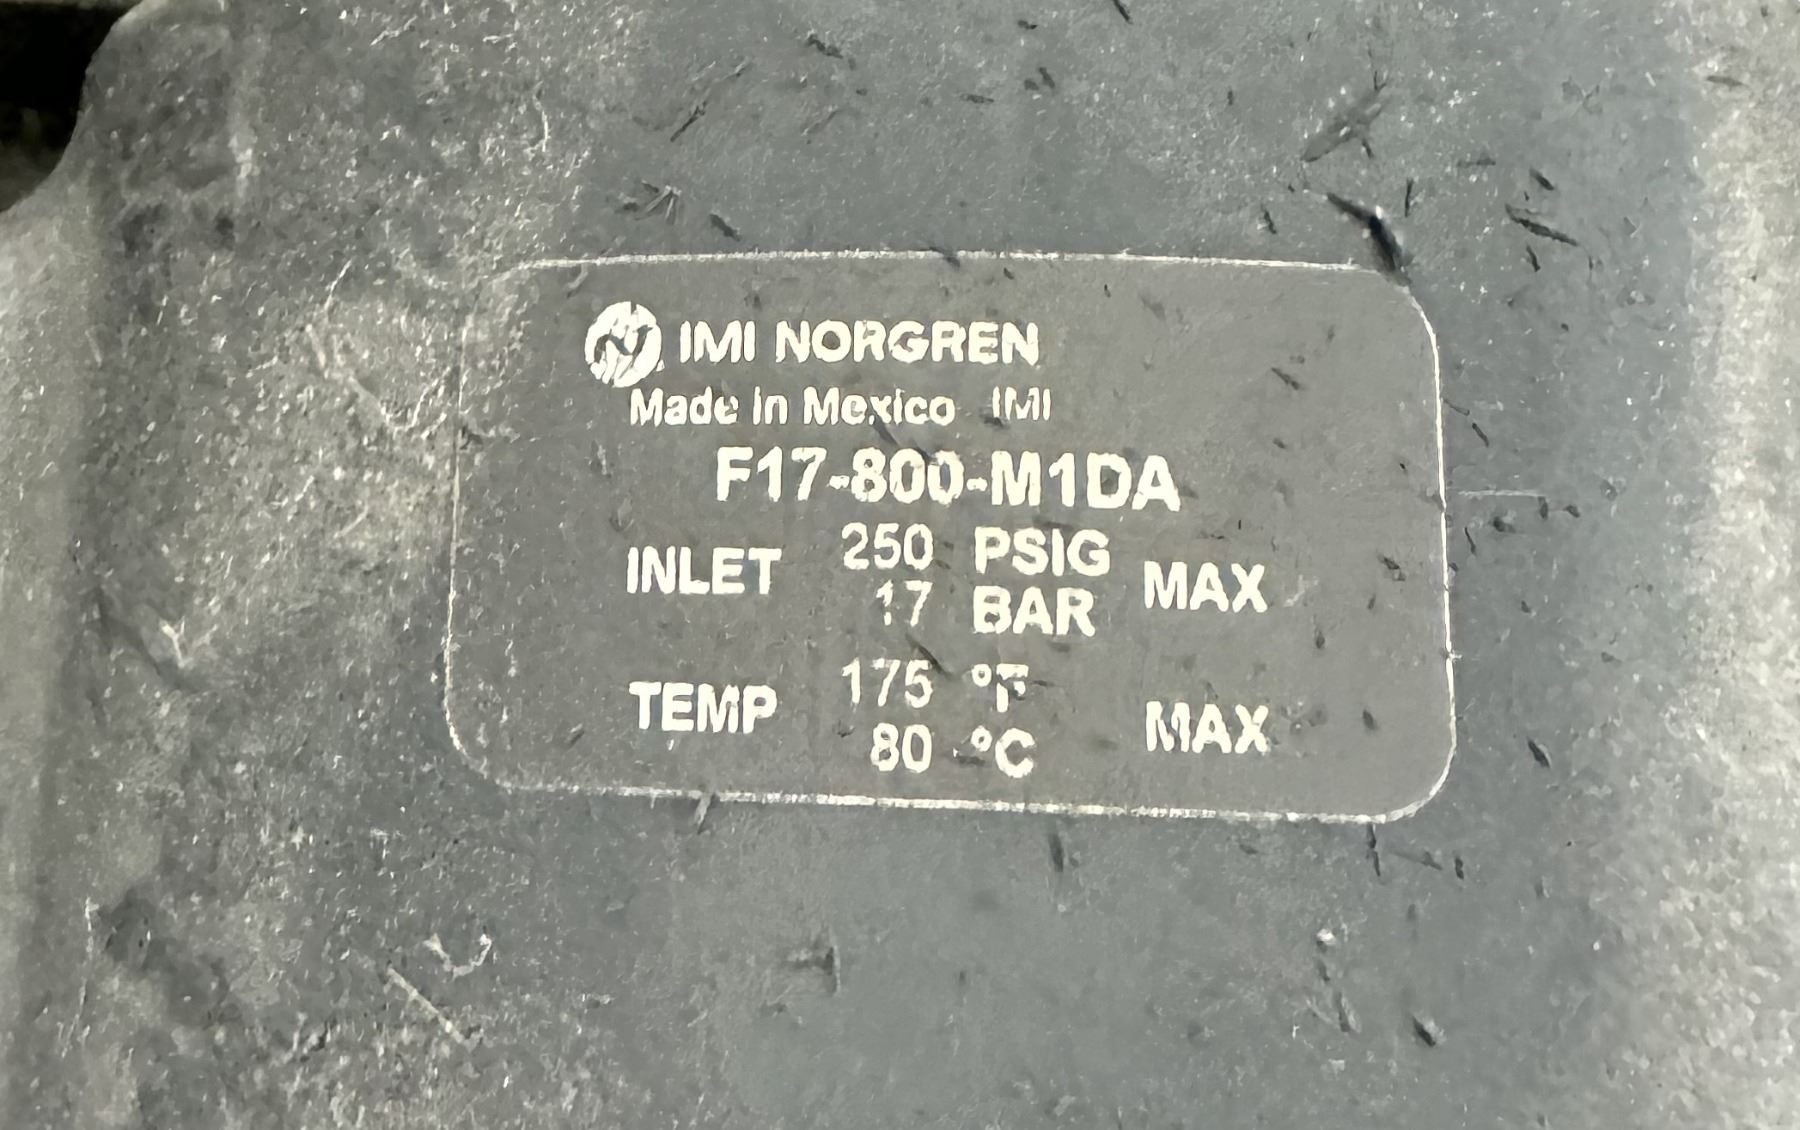 IMI NORGREN
Made in Mexico IMI
F17-800-M1DA
INLET 250 PSIG MAX
17 BAR
TEMP 175 °F MAX
80 °C